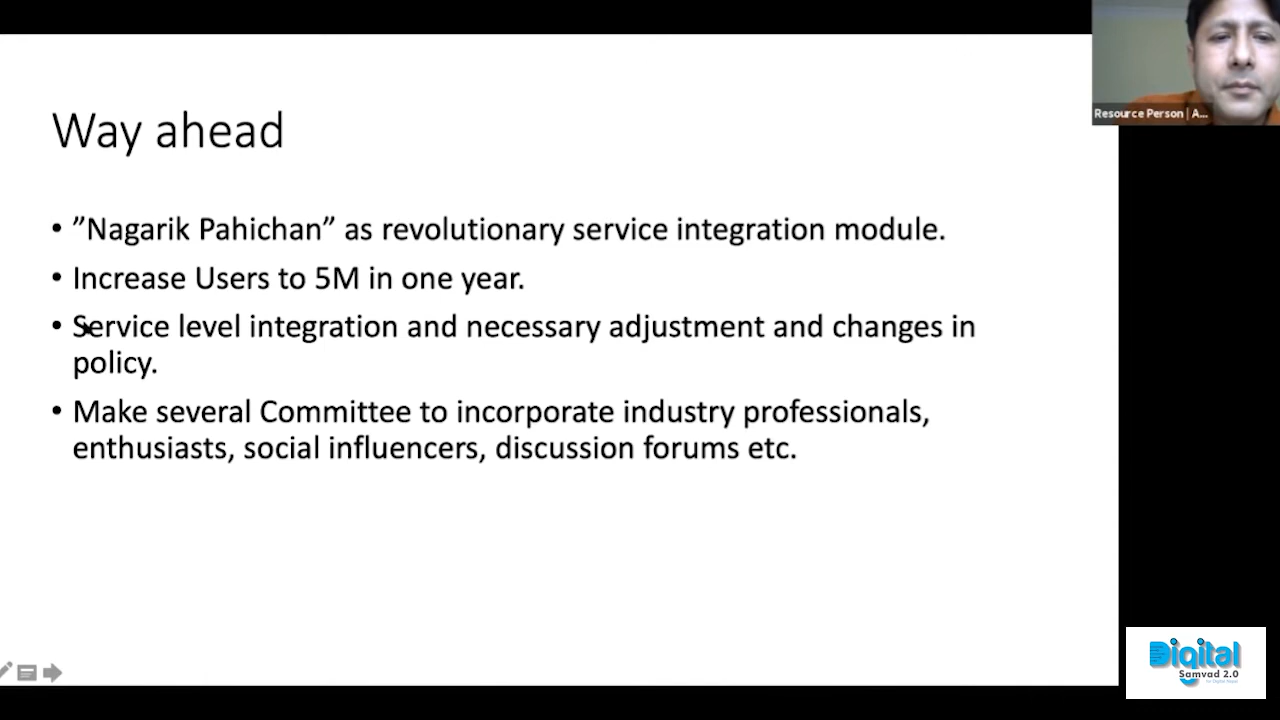 Way ahead
• ”Nagarik Pahichan” as revolutionary service integration module.
• Increase Users to 5M in one year.
• Service level integration and necessary adjustment and changes in
policy.
• Make several Committee to incorporate industry professionals,
enthusiasts, social influencers, discussion forums etc.
Resource Person | A...
Digital
Samvad 2.0